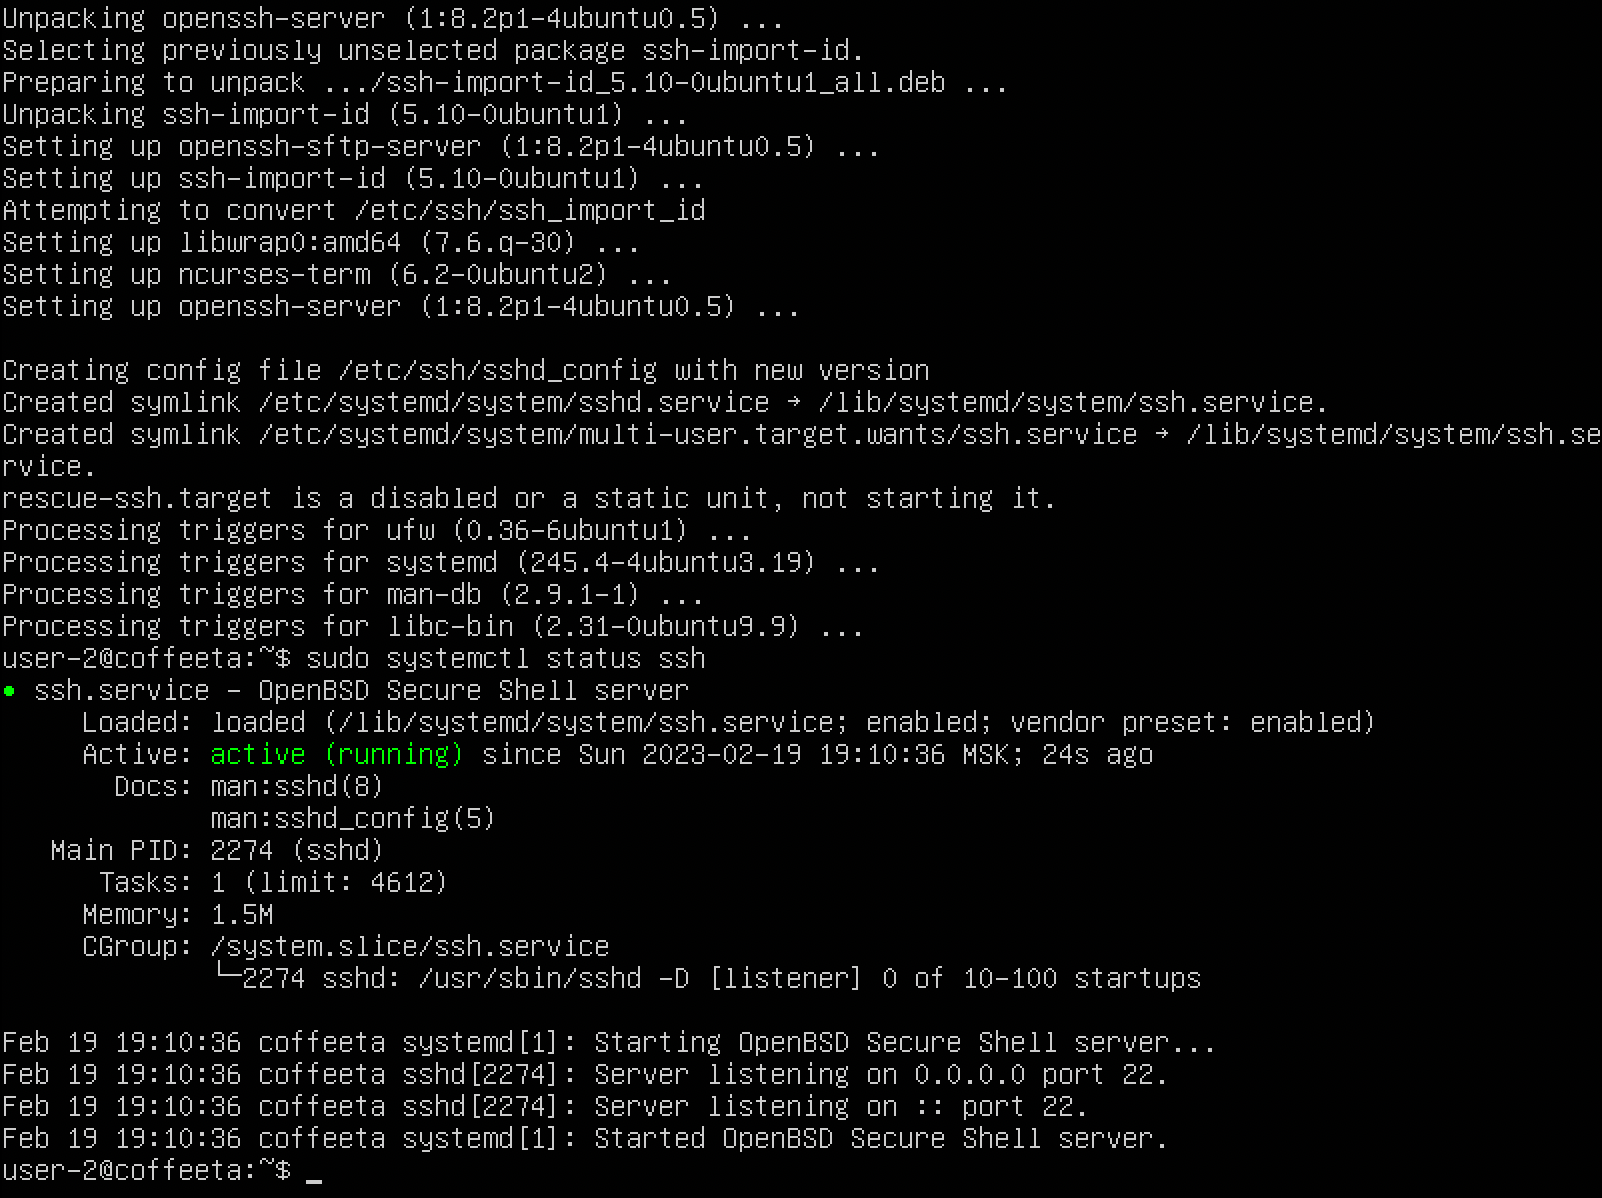 Unpacking openssh-server (1:8.2p1-4ubuntu0.5) ...
Selecting previously unselected package ssh-import-id.
Preparing to unpack .../ssh-import-id_5.10-0ubuntu1_all.deb ...
Unpacking ssh-import-id (5.10-0ubuntu1) ...
Setting up openssh-sftp-server (1:8.2p1-4ubuntu0.5) ...
Setting up ssh-import-id (5.10-0ubuntu1) ...
Attempting to convert /etc/ssh/ssh_import_id
Setting up libwrap0:amd64 (7.6.q-30) ...
Setting up ncurses-term (6.2-0ubuntu2) ...
Setting up openssh-server (1:8.2p1-4ubuntu0.5) ...

Creating config file /etc/ssh/sshd_config with new version
Created symlink /etc/systemd/system/sshd.service → /lib/systemd/system/ssh.service.
Created symlink /etc/systemd/system/multi-user.target.wants/ssh.service → /lib/systemd/system/ssh.se
rvice.
rescue-ssh.target is a disabled or a static unit, not starting it.
Processing triggers for ufw (0.36-6ubuntu1) ...
Processing triggers for systemd (245.4-4ubuntu3.19) ...
Processing triggers for man-db (2.9.1-1) ...
Processing triggers for libc-bin (2.31-0ubuntu9.9) ...
user-2@coffeeta:~$ sudo systemctl status ssh
● ssh.service - OpenBSD Secure Shell server
     Loaded: loaded (/lib/systemd/system/ssh.service; enabled; vendor preset: enabled)
     Active: active (running) since Sun 2023-02-19 19:10:36 MSK; 24s ago
       Docs: man:sshd(8)
             man:sshd_config(5)
   Main PID: 2274 (sshd)
      Tasks: 1 (limit: 4612)
     Memory: 1.5M
     CGroup: /system.slice/ssh.service
             └─2274 sshd: /usr/sbin/sshd -D [listener] 0 of 10-100 startups

Feb 19 19:10:36 coffeeta systemd[1]: Starting OpenBSD Secure Shell server...
Feb 19 19:10:36 coffeeta sshd[2274]: Server listening on 0.0.0.0 port 22.
Feb 19 19:10:36 coffeeta sshd[2274]: Server listening on :: port 22.
Feb 19 19:10:36 coffeeta systemd[1]: Started OpenBSD Secure Shell server.
user-2@coffeeta:~$ _